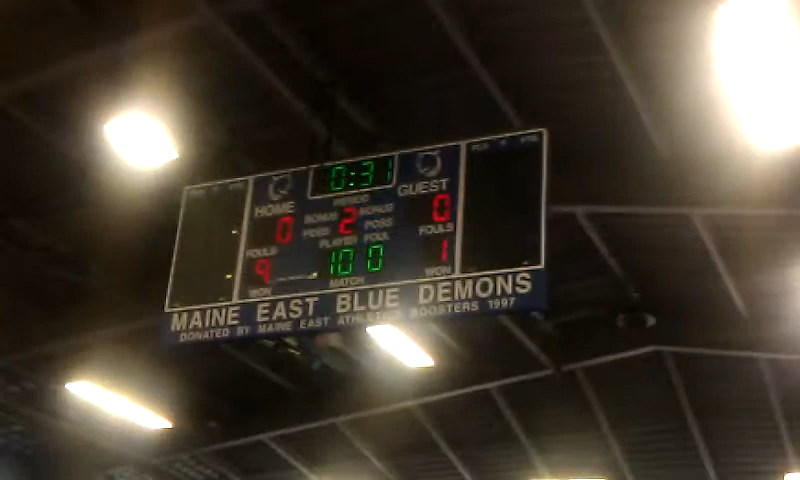 0:31
HOME PERIOD GUEST
0 BONUS 2 BONUS 0
POSS POSS
FOULS PLAYER FOUL FOULS
9 10 0 1
WON MATCH WON
MAINE EAST BLUE DEMONS
DONATED BY MAINE EAST ATHLETIC BOOSTERS 1997